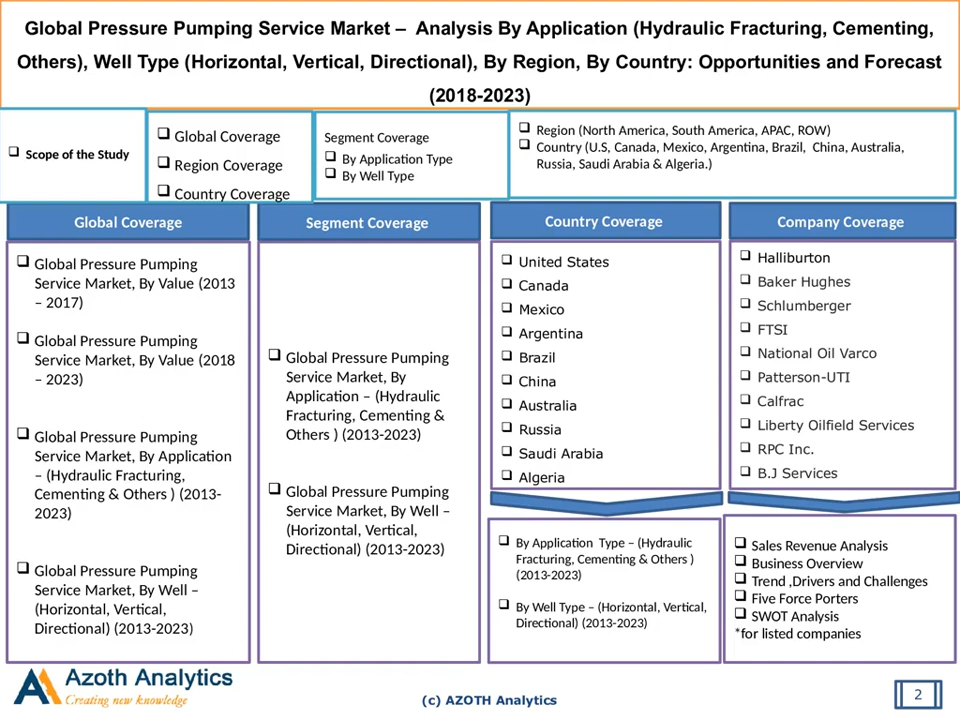 Global Pressure Pumping Service Market – Analysis By Application (Hydraulic Fracturing, Cementing,
Others), Well Type (Horizontal, Vertical, Directional), By Region, By Country: Opportunities and Forecast
(2018-2023)
Scope of the Study
Global Coverage
Region Coverage
Country Coverage
Segment Coverage
By Application Type
By Well Type
Region (North America, South America, APAC, ROW)
Country (U.S, Canada, Mexico, Argentina, Brazil, China, Australia,
Russia, Saudi Arabia & Algeria.)
Global Coverage
Global Pressure Pumping
Service Market, By Value (2013
– 2017)
Global Pressure Pumping
Service Market, By Value (2018
– 2023)
Global Pressure Pumping
Service Market, By Application
– (Hydraulic Fracturing,
Cementing & Others ) (2013-
2023)
Global Pressure Pumping
Service Market, By Well –
(Horizontal, Vertical,
Directional) (2013-2023)
Segment Coverage
Global Pressure Pumping
Service Market, By
Application – (Hydraulic
Fracturing, Cementing &
Others ) (2013-2023)
Global Pressure Pumping
Service Market, By Well –
(Horizontal, Vertical,
Directional) (2013-2023)
Country Coverage
United States
Canada
Mexico
Argentina
Brazil
China
Australia
Russia
Saudi Arabia
Algeria
By Application Type – (Hydraulic
Fracturing, Cementing & Others )
(2013-2023)
By Well Type – (Horizontal, Vertical,
Directional) (2013-2023)
Company Coverage
Halliburton
Baker Hughes
Schlumberger
FTSI
National Oil Varco
Patterson-UTI
Calfrac
Liberty Oilfield Services
RPC Inc.
B.J Services
Sales Revenue Analysis
Business Overview
Trend ,Drivers and Challenges
Five Force Porters
SWOT Analysis
*for listed companies
Azoth Analytics
Creating new knowledge
(c) AZOTH Analytics
2